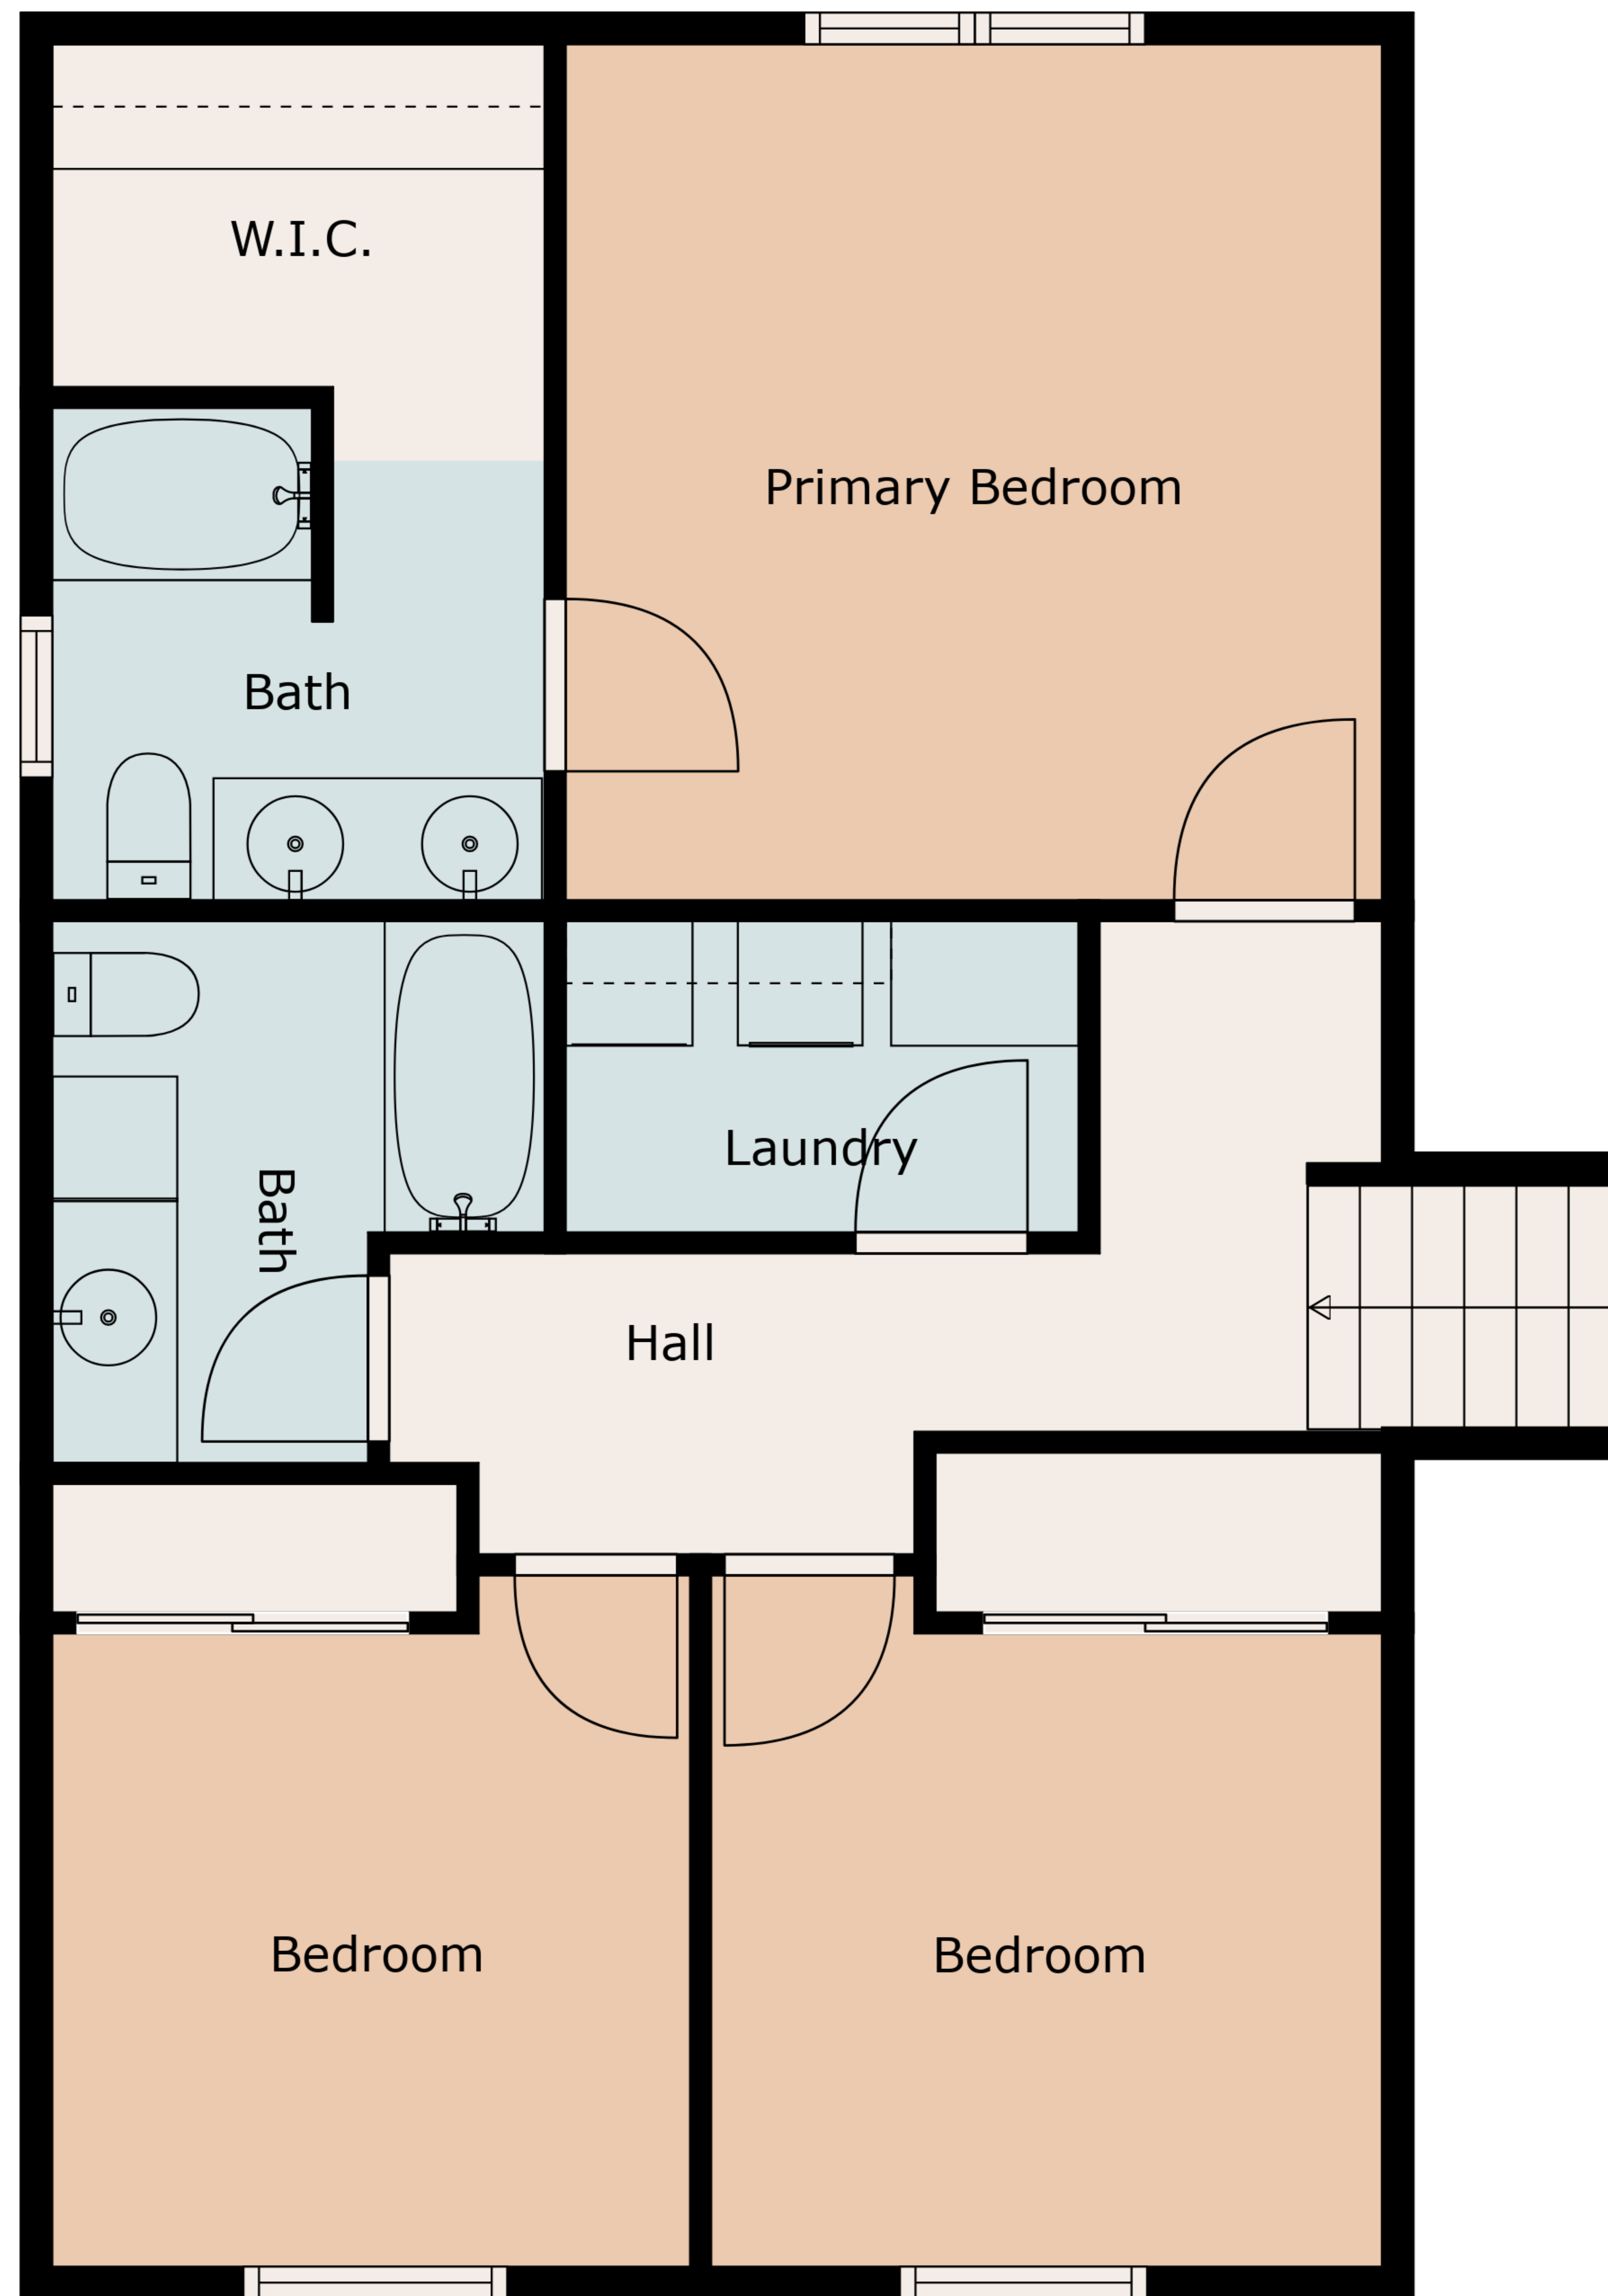 W.I.C.
Primary Bedroom
Bath
Laundry
Bath
Hall
Bedroom
Bedroom